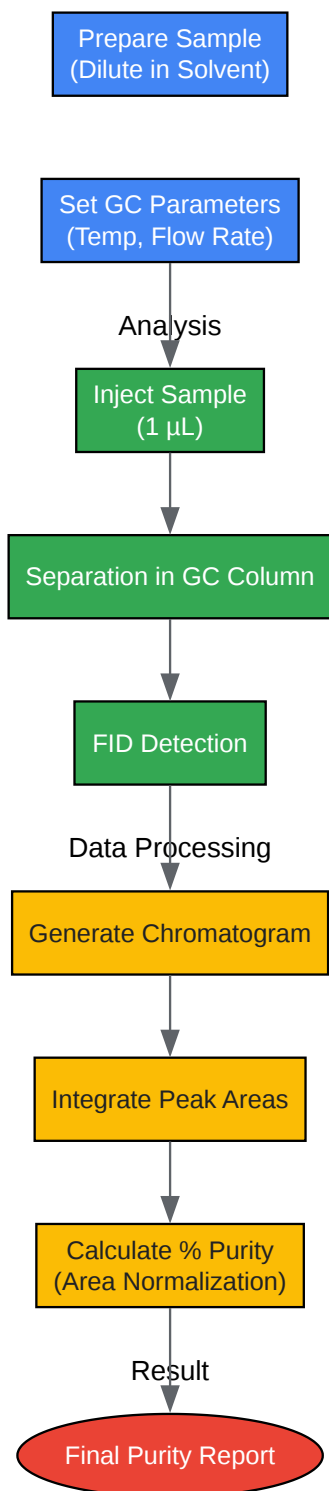 Prepare Sample
(Dilute in Solvent)
Set GC Parameters
(Temp, Flow Rate)
Analysis
Inject Sample
(1 µL)
Separation in GC Column
FID Detection
Data Processing
Generate Chromatogram
Integrate Peak Areas
Calculate % Purity
(Area Normalization)
Result
Final Purity Report